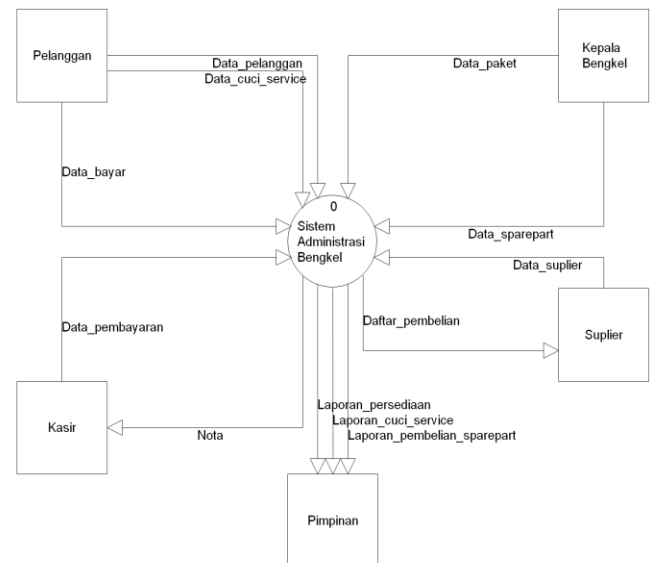 Pelanggan
Kepala
Bengkel
Data_pelanggan
Data_cuci_service
Data_paket
Data_bayar
0
Sistem
Administrasi
Bengkel
Data_sparepart
Data_suplier
Data_pembayaran
Daftar_pembelian
Suplier
Kasir
Nota
Laporan_persediaan
Laporan_cuci_service
Laporan_pembelian_sparepart
Pimpinan